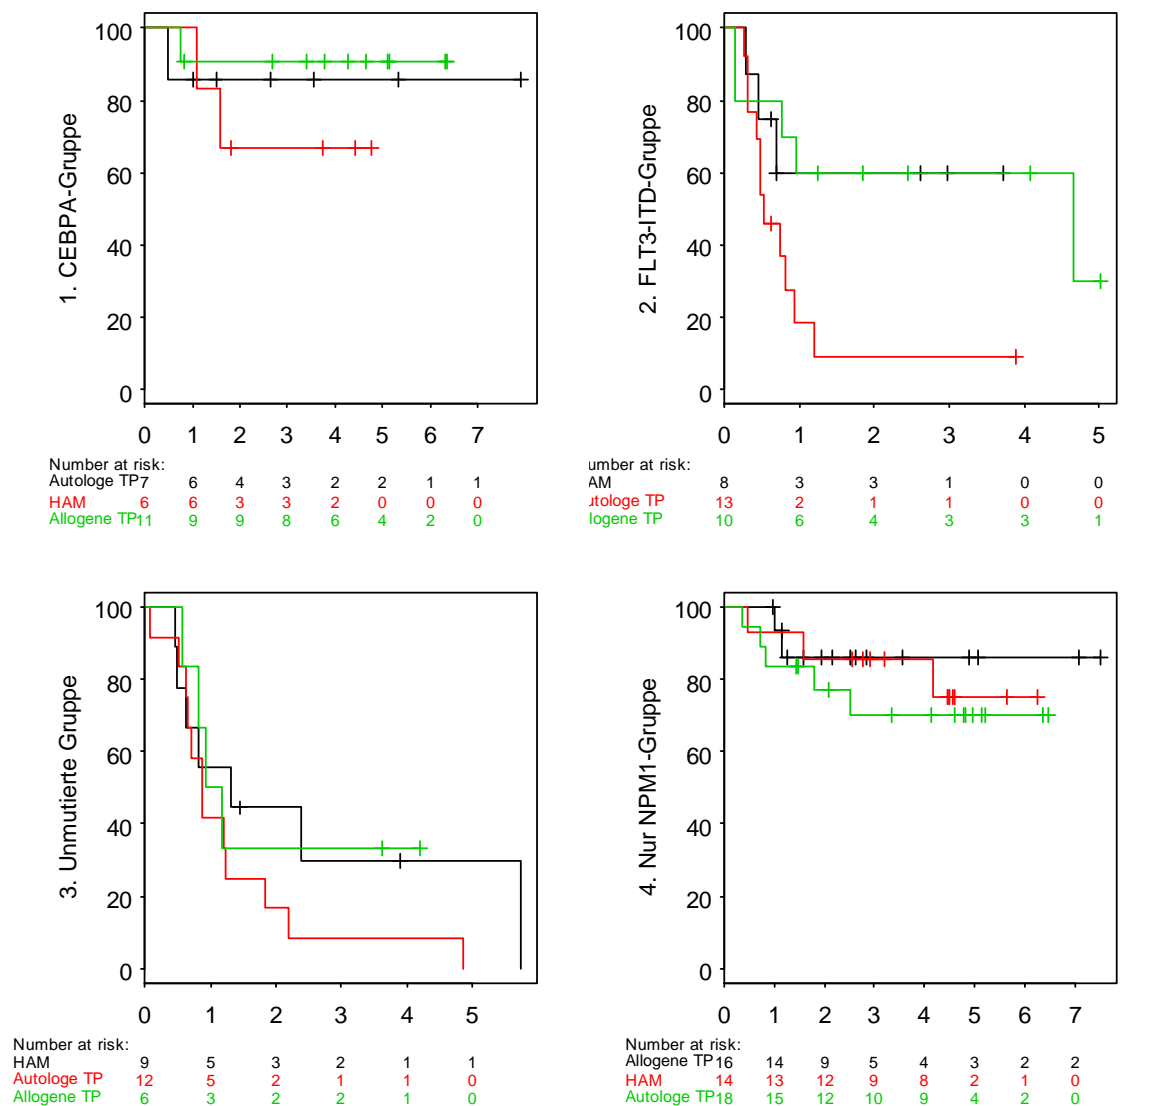 1. CEBPA-Gruppe
100
80
60
40
20
0
0 1 2 3 4 5 6 7
Number at risk:
Autologe TP 7 6 4 3 2 2 1 1
HAM 6 6 3 3 2 0 0 0
Allogene TP 11 9 9 8 6 4 2 0
2. FLT3-ITD-Gruppe
100
80
60
40
20
0
0 1 2 3 4 5
umber at risk:
AM 8 3 3 1 0 0
utologe TP 13 2 1 1 0 0
logene TP 10 6 4 3 3 1
3. Unmutierte Gruppe
100
80
60
40
20
0
0 1 2 3 4 5
Number at risk:
HAM 9 5 3 2 1 1
Autologe TP 12 5 2 1 1 0
Allogene TP 6 3 2 2 1 0
4. Nur NPM1-Gruppe
100
80
60
40
20
0
0 1 2 3 4 5 6 7
Number at risk:
Allogene TP 16 14 9 5 4 3 2 2
HAM 14 13 12 9 8 2 1 0
Autologe TP 18 15 12 10 9 4 2 0